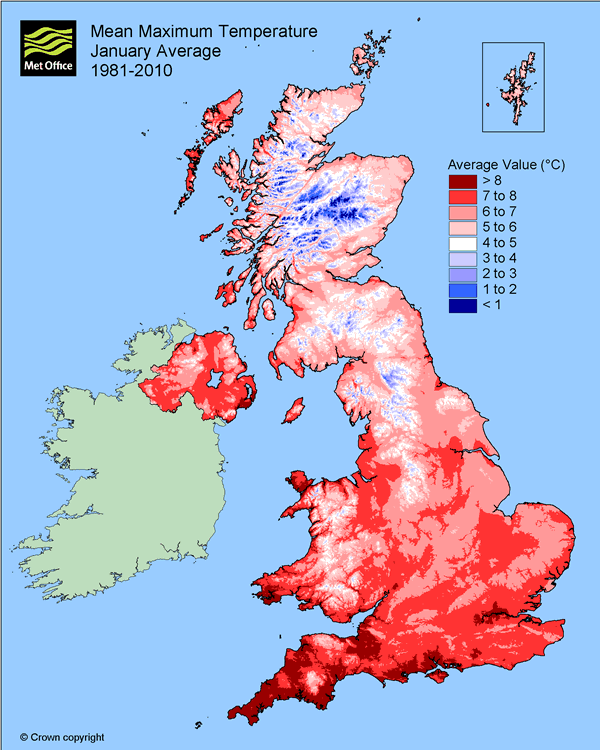 Met Office
Mean Maximum Temperature
January Average
1981-2010
Average Value (°C)
> 8
7 to 8
6 to 7
5 to 6
4 to 5
3 to 4
2 to 3
1 to 2
< 1
© Crown copyright